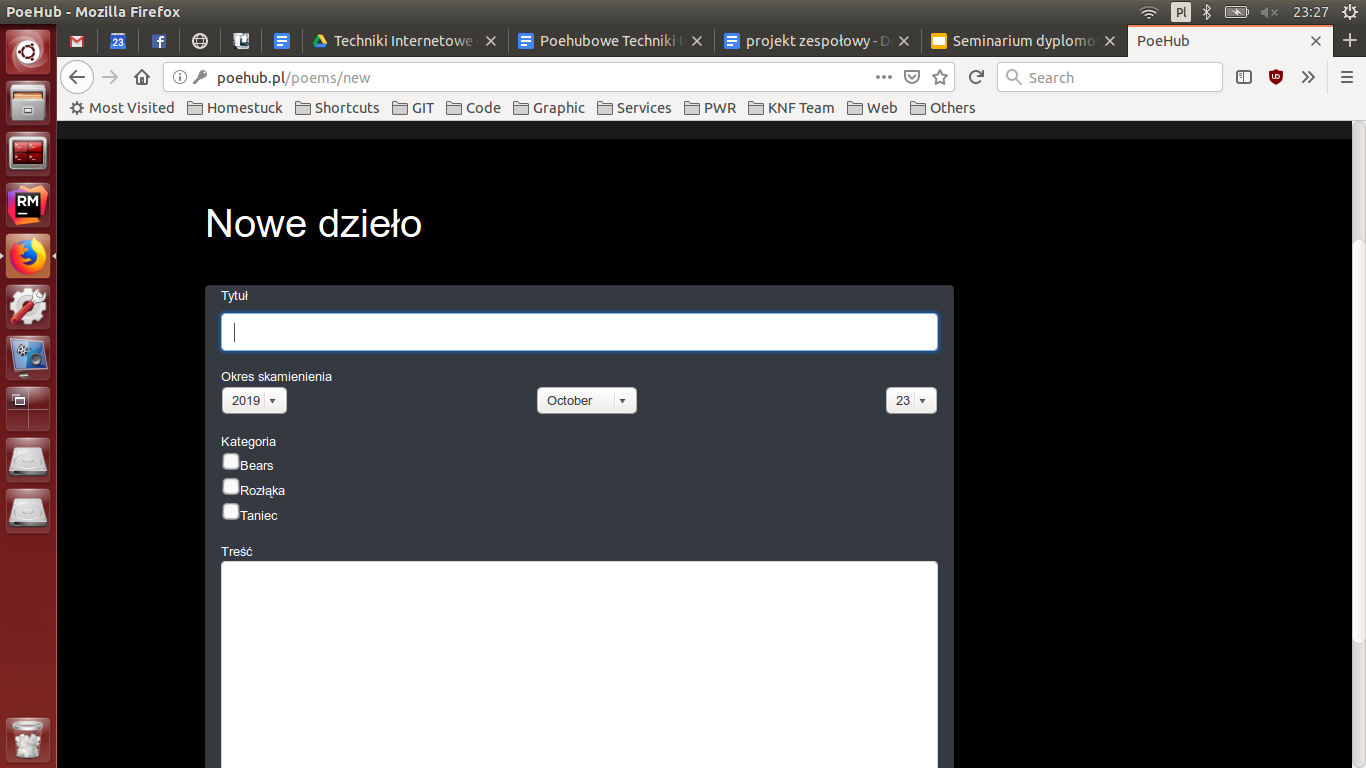 PoeHub - Mozilla Firefox
Pl
23:27
23
Techniki Internetowe -
Poehubowe Techniki I
projekt zespołowy - D
Seminarium dyplomo
PoeHub
poehub.pl/poems/new
Search
Most Visited
Homestuck
Shortcuts
GIT
Code
Graphic
Services
PWR
KNF Team
Web
Others
RM
Nowe dzieło
Tytuł
Okres skamienienia
2019
October
23
Kategoria
Bears
Rozłąka
Taniec
Treść